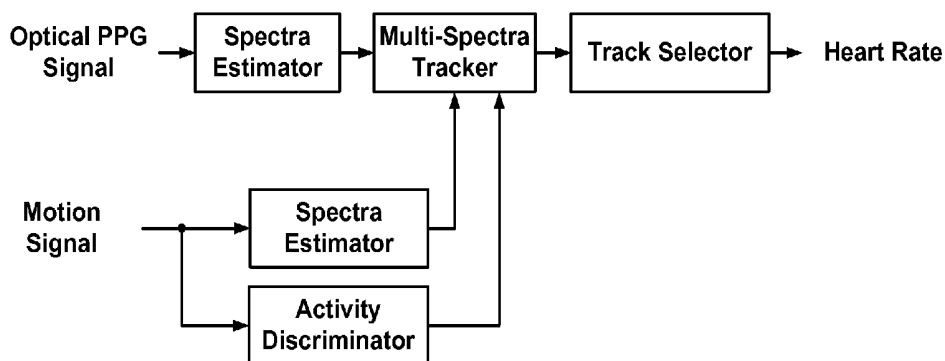 Optical PPG
Signal
Spectra
Estimator
Multi-Spectra
Tracker
Track Selector
Heart Rate
Motion
Signal
Spectra
Estimator
Activity
Discriminator